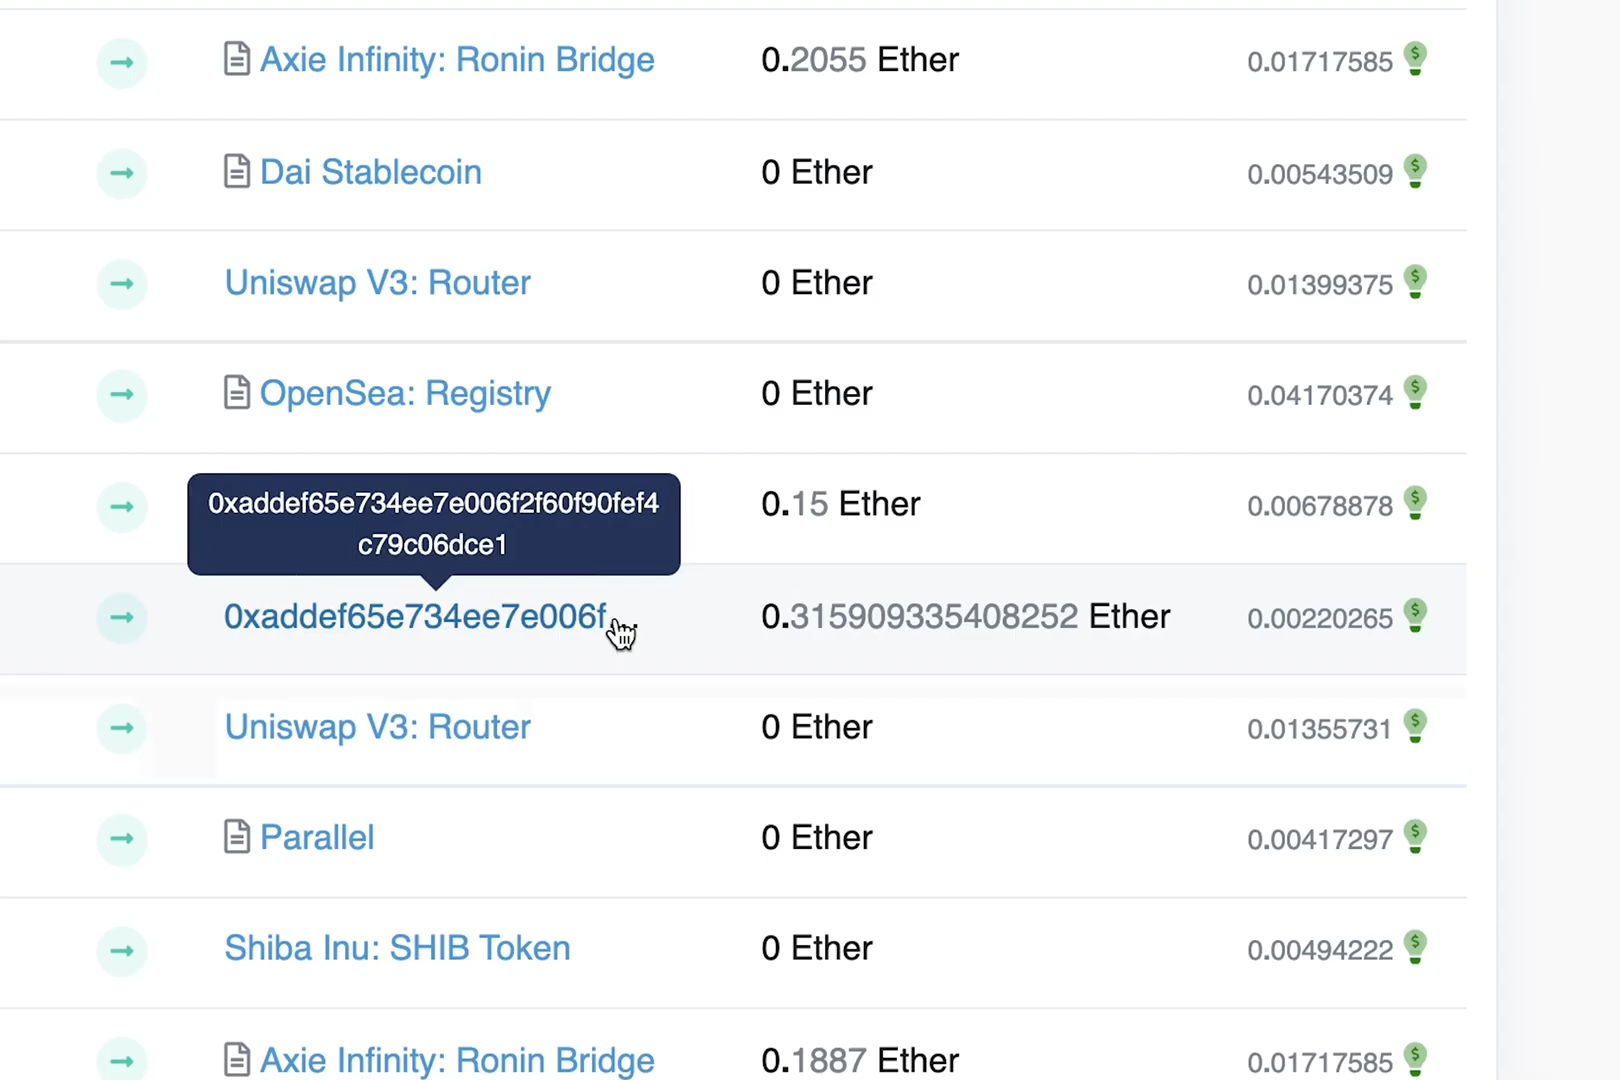 Axie Infinity: Ronin Bridge 0.2055 Ether 0.01717585
Dai Stablecoin 0 Ether 0.00543509
Uniswap V3: Router 0 Ether 0.01399375
OpenSea: Registry 0 Ether 0.04170374
0xaddef65e734ee7e006f2f60f90fef4
c79c06dce1
0.15 Ether 0.00678878
0xaddef65e734ee7e006f 0.315909335408252 Ether 0.00220265
Uniswap V3: Router 0 Ether 0.01355731
Parallel 0 Ether 0.00417297
Shiba Inu: SHIB Token 0 Ether 0.00494222
Axie Infinity: Ronin Bridge 0.1887 Ether 0.01717585